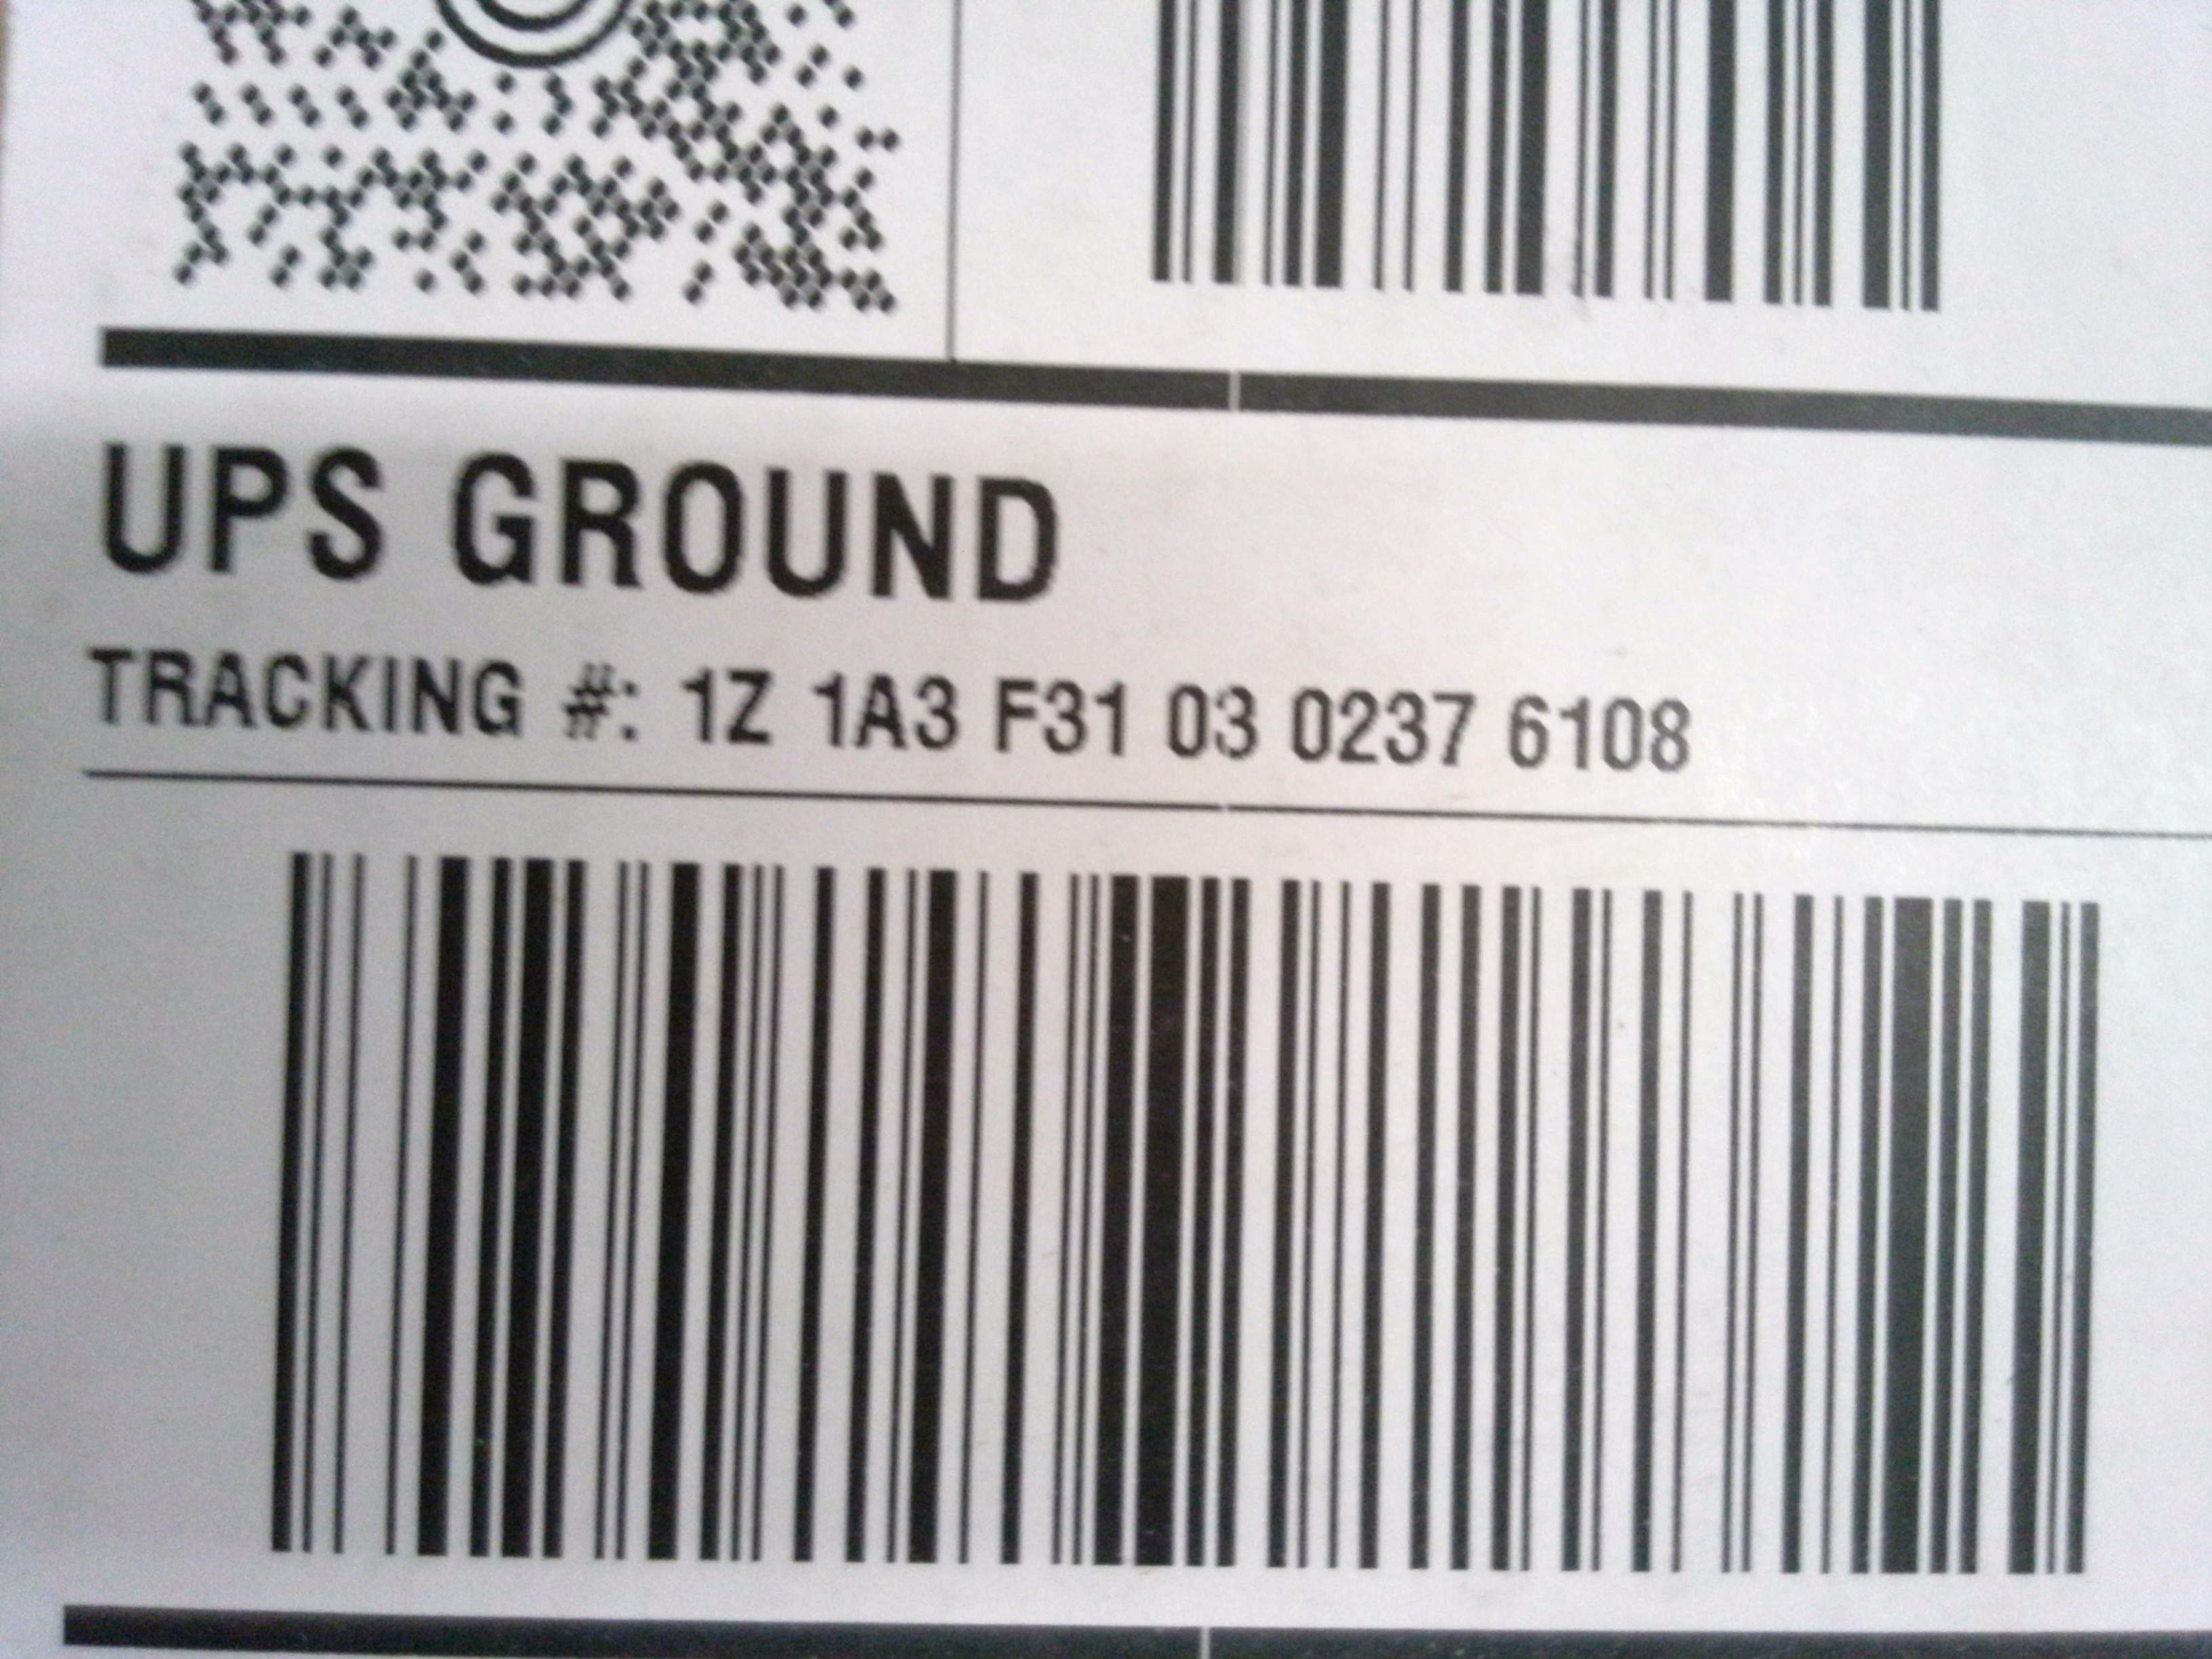 UPS GROUND
TRACKING #: 1Z 1A3 F31 03 0237 6108